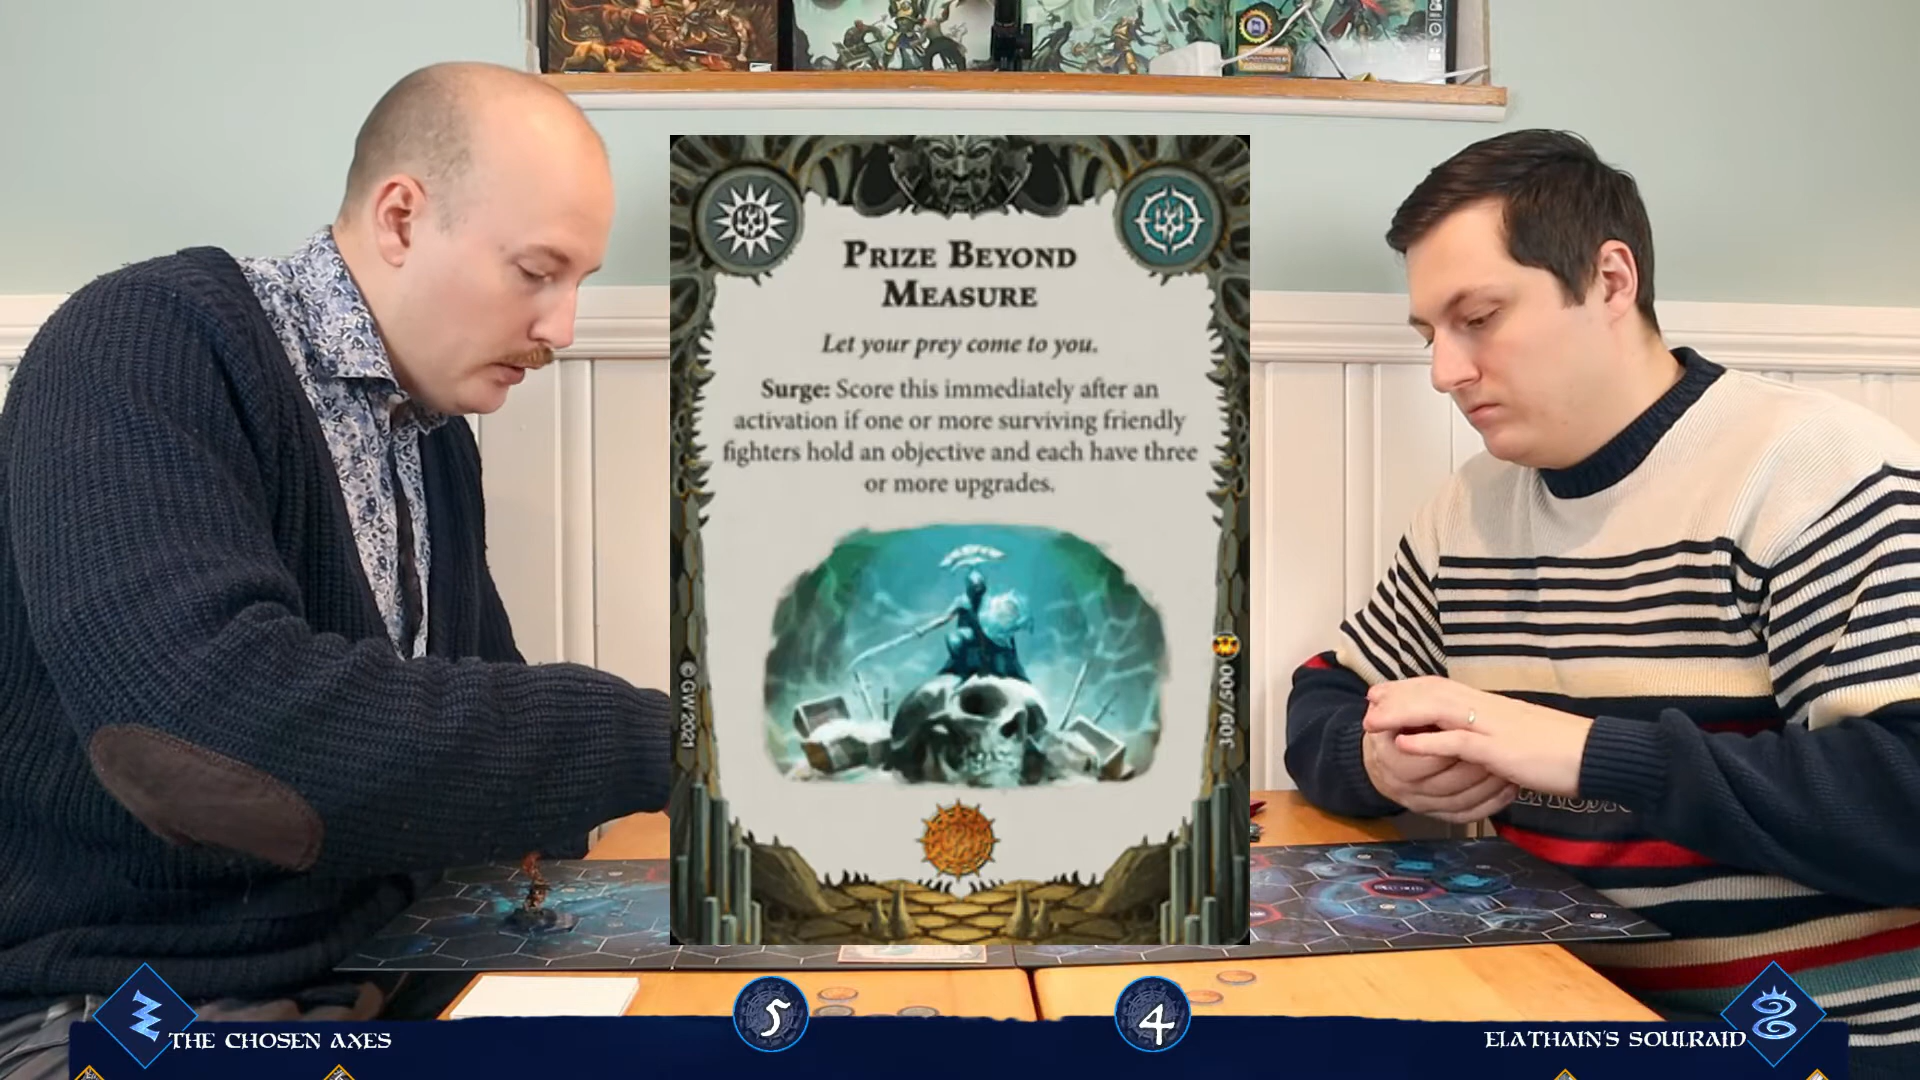 PRIZE BEYOND
MEASURE
Let your prey come to you.
Surge: Score this immediately after an
activation if one or more surviving friendly
fighters hold an objective and each have three
or more upgrades.
© GW 2021
309/500
5
4
THE CHOSEN AXES
ELATHAIN'S SOULRAID